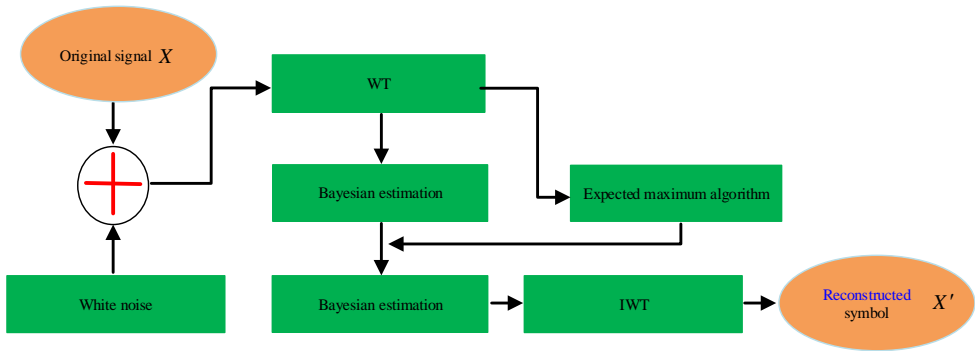 Original signal X
WT
Bayesian estimation
Expected maximum algorithm
White noise
Bayesian estimation
IWT
Reconstructed
symbol X′